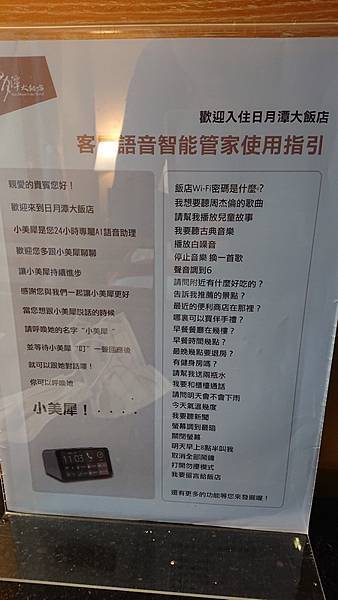 潭大飯店
歡迎入住日月潭大飯店
客房語音智能管家使用指引
親愛的貴賓您好！
歡迎來到日月潭大飯店
小美犀是您24小時專屬AI語音助理
歡迎您多跟小美犀聊聊
讓小美犀持續進步
感謝您與我們一起讓小美犀更好
當您想跟小美犀說話的時候
請呼喚她的名字“小美犀 “
並等待小美犀“叮” 一聲回應後
就可以跟她對話囉！
你可以呼喚她
小美犀！．．．．
11:03
飯店Wi-Fi密碼是什麼?
我想要聽周杰倫的歌曲
請幫我播放兒童故事
我要聽古典音樂
播放白噪音
停止音樂 換一首歌
聲音調到6
請問附近有什麼好吃的？
告訴我推薦的景點？
最近的便利商店在那裡？
哪裏可以買伴手禮？
早餐餐廳在幾樓？
早餐時間幾點？
最晚幾點要退房？
有健身房嗎？
請幫我送兩瓶水
我要和櫃檯通話
請問明天會不會下雨
今天氣溫幾度
我要聽新聞
螢幕調到最暗
關閉螢幕
明天早上8點半叫我
取消全部鬧鐘
打開勿擾模式
我要留言給飯店
還有更多的功能等您來發掘喔！